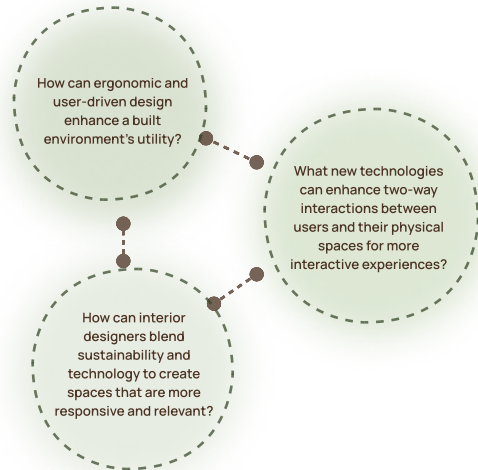 How can ergonomic and
user-driven design
enhance a built
environment's utility?
What new technologies
can enhance two-way
interactions between
users and their physical
spaces for more
interactive experiences?
How can interior
designers blend
sustainability and
technology to create
spaces that are more
responsive and relevant?